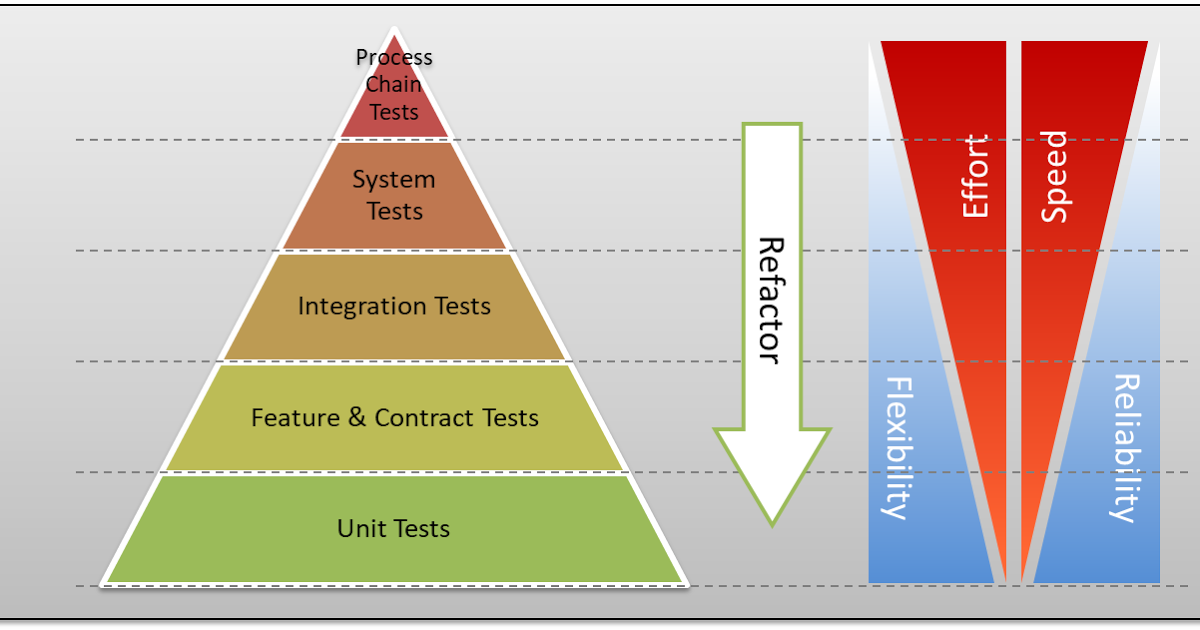 Process
Chain
Tests
System
Tests
Integration Tests
Feature & Contract Tests
Unit Tests
Refactor
Effort
Speed
Flexibility
Reliability